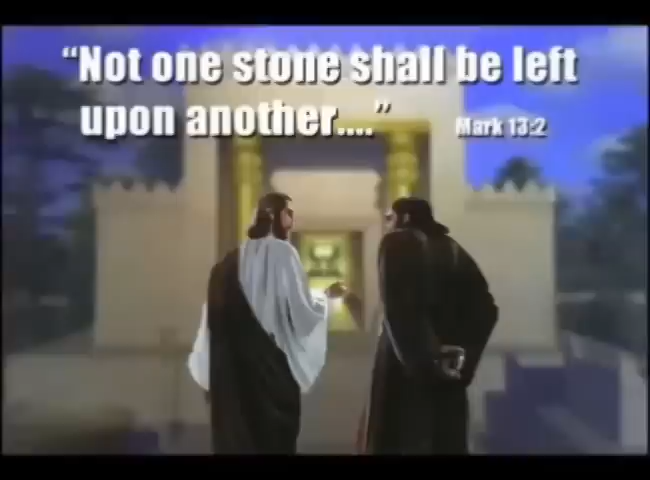 “Not one stone shall be left
upon another....”
Mark 13:2